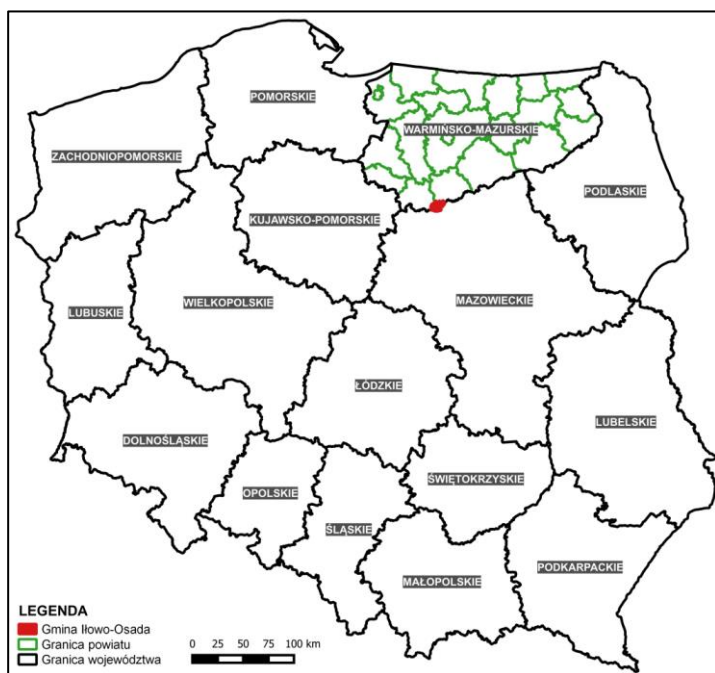 POMORSKIE
WARMIŃSKO-MAZURSKIE
ZACHODNIOPOMORSKIE
PODLASKIE
KUJAWSKO-POMORSKIE
WIELKOPOLSKIE
MAZOWIECKIE
LUBUSKIE
ŁÓDZKIE
LUBELSKIE
DOLNOŚLĄSKIE
ŚWIĘTOKRZYSKIE
OPOLSKIE
ŚLĄSKIE
PODKARPACKIE
MAŁOPOLSKIE
LEGENDA
Gmina Iłowo-Osada
Granica powiatu
Granica województwa
0 25 50 75 100 km